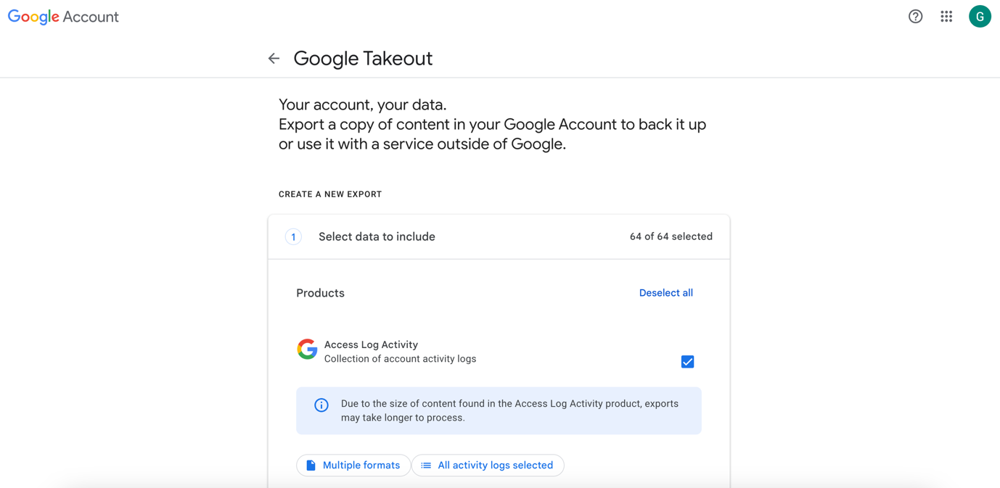 Google Account
G
Google Takeout
Your account, your data.
Export a copy of content in your Google Account to back it up
or use it with a service outside of Google.
CREATE A NEW EXPORT
1 Select data to include 64 of 64 selected
Products Deselect all
Access Log Activity
Collection of account activity logs
Due to the size of content found in the Access Log Activity product, exports
may take longer to process.
Multiple formats All activity logs selected